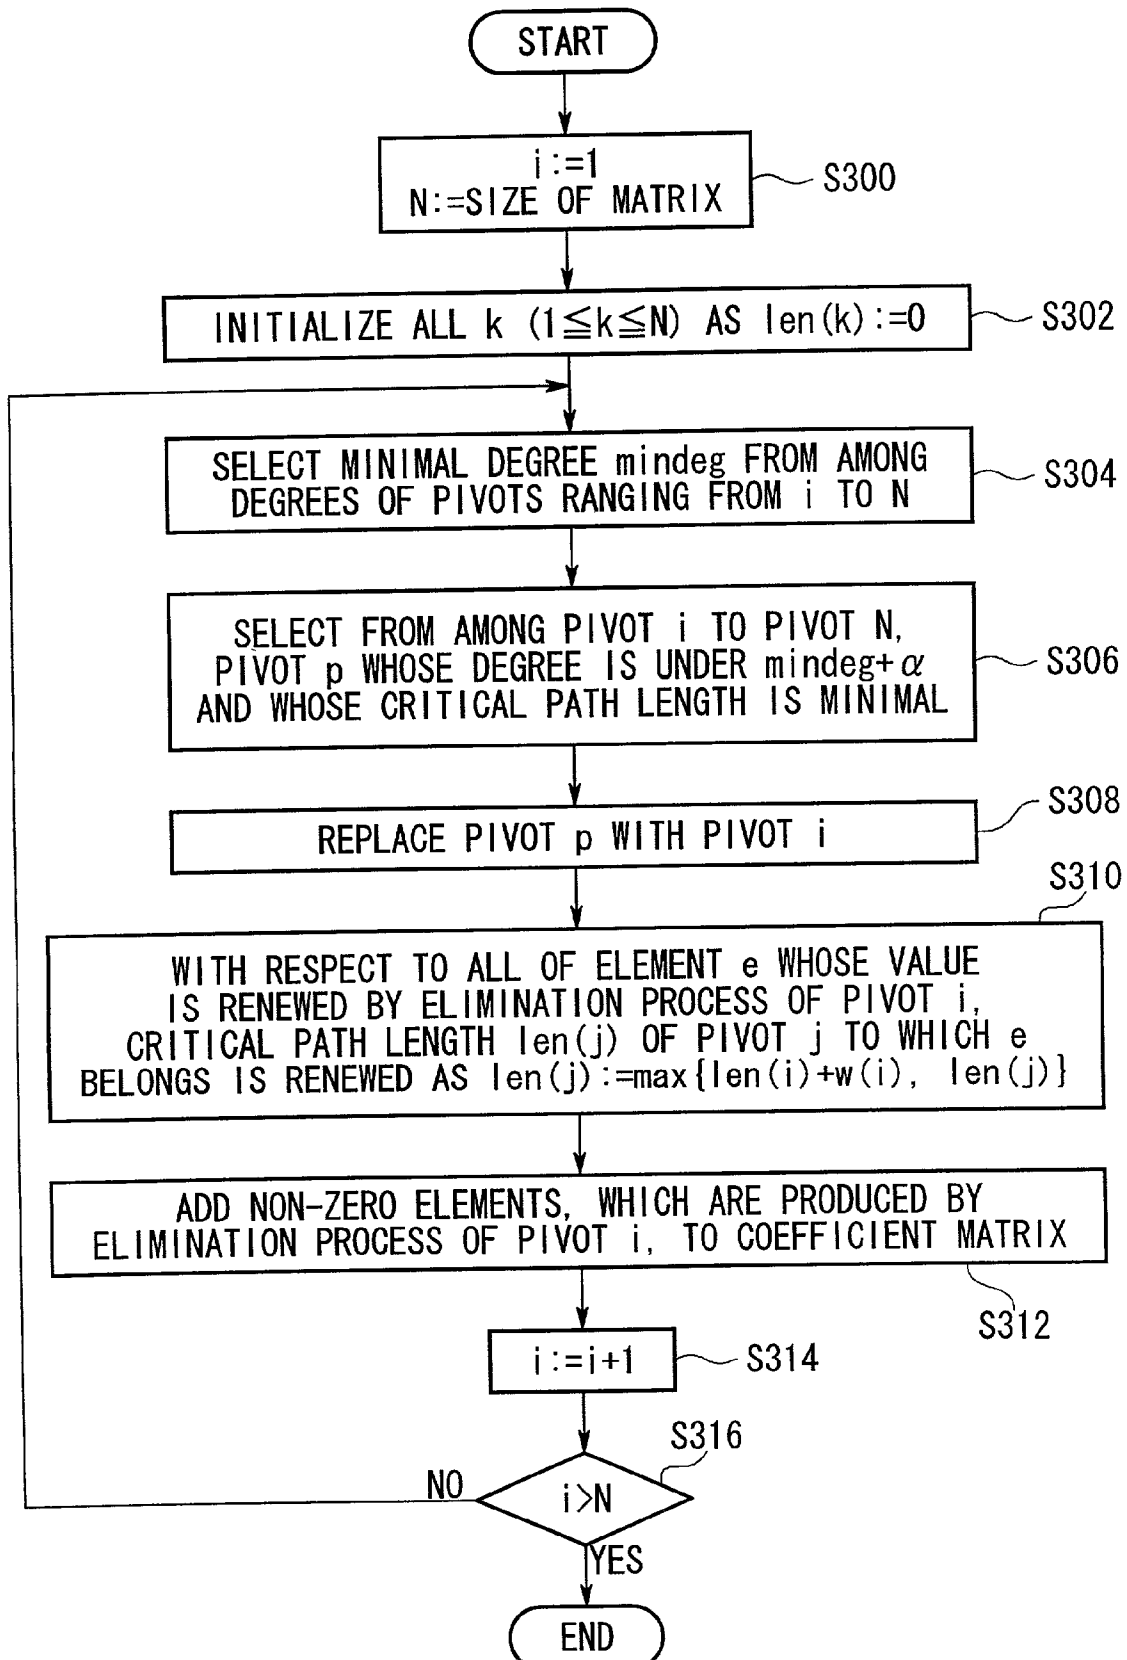 START
i:=1
N:=SIZE OF MATRIX
S300
INITIALIZE ALL k (1≦k≦N) AS len(k):=0
S302
SELECT MINIMAL DEGREE mindeg FROM AMONG
DEGREES OF PIVOTS RANGING FROM i TO N
S304
SELECT FROM AMONG PIVOT i TO PIVOT N,
PIVOT p WHOSE DEGREE IS UNDER mindeg+α
AND WHOSE CRITICAL PATH LENGTH IS MINIMAL
S306
REPLACE PIVOT p WITH PIVOT i
S308
S310
WITH RESPECT TO ALL OF ELEMENT e WHOSE VALUE
IS RENEWED BY ELIMINATION PROCESS OF PIVOT i,
CRITICAL PATH LENGTH len(j) OF PIVOT j TO WHICH e
BELONGS IS RENEWED AS len(j):=max{len(i)+w(i), len(j)}
ADD NON-ZERO ELEMENTS, WHICH ARE PRODUCED BY
ELIMINATION PROCESS OF PIVOT i, TO COEFFICIENT MATRIX
S312
i:=i+1
S314
S316
NO
i>N
YES
END